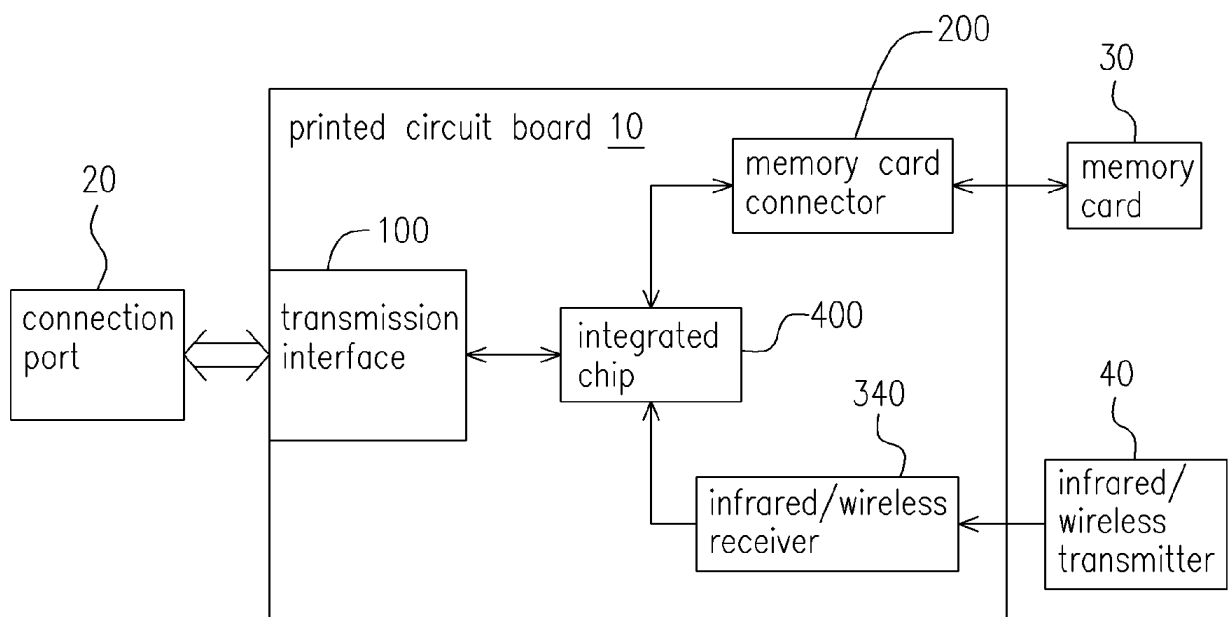 200
30
printed circuit board 10
memory card
connector
memory
card
20
100
connection
port
transmission
interface
integrated
chip
400
340
40
infrared/wireless
receiver
infrared/
wireless
transmitter